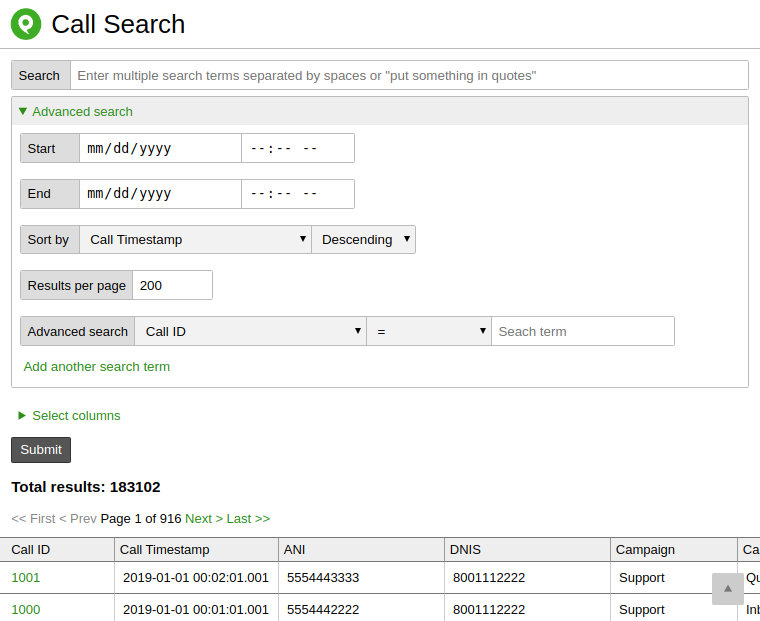 Call Search
Search Enter multiple search terms separated by spaces or "put something in quotes"
Advanced search
Start mm/dd/yyyy --:-- --
End mm/dd/yyyy --:-- --
Sort by Call Timestamp Descending
Results per page 200
Advanced search Call ID = Seach term
Add another search term
Select columns
Submit
Total results: 183102
<< First < Prev Page 1 of 916 Next > Last >>
Call ID Call Timestamp ANI DNIS Campaign Ca
1001 2019-01-01 00:02:01.001 5554443333 8001112222 Support
1000 2019-01-01 00:01:01.001 5554442222 8001112222 Support